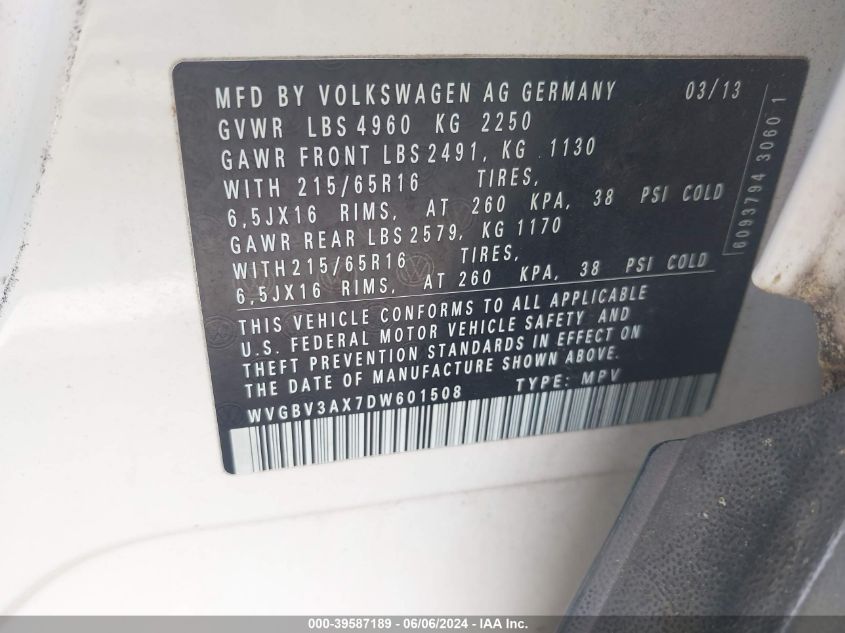 MFD BY VOLKSWAGEN AG GERMANY 03/13
GVWR LBS 4960 KG 2250
GAWR FRONT LBS 2491, KG 1130
WITH 215/65R16 TIRES,
6,5JX16 RIMS, AT 260 KPA, 38 PSI COLD
GAWR REAR LBS 2579, KG 1170
WITH 215/65R16 TIRES,
6,5JX16 RIMS, AT 260 KPA, 38 PSI COLD
THIS VEHICLE CONFORMS TO ALL APPLICABLE
U.S. FEDERAL MOTOR VEHICLE SAFETY AND
THEFT PREVENTION STANDARDS IN EFFECT ON
THE DATE OF MANUFACTURE SHOWN ABOVE.
WVGBV3AX7DW601508 TYPE: MPV
6093794 3060 1
000-39587189 - 06/06/2024 - IAA Inc.